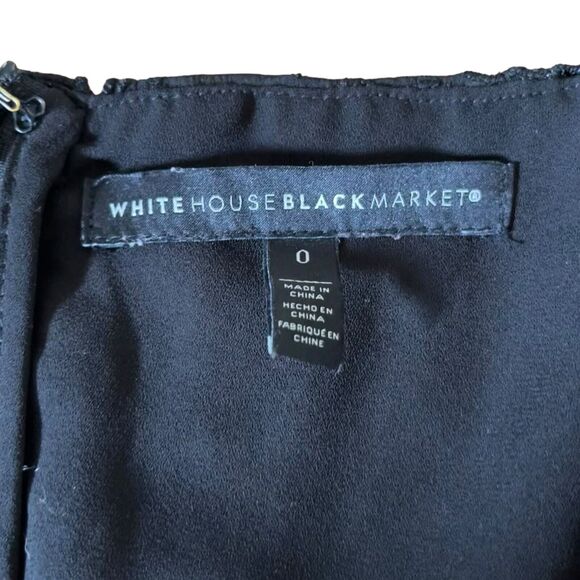 WHITEHOUSEBLACKMARKET®
0
MADE IN
CHINA
HECHO EN
CHINA
FABRIQUÉ EN
CHINE